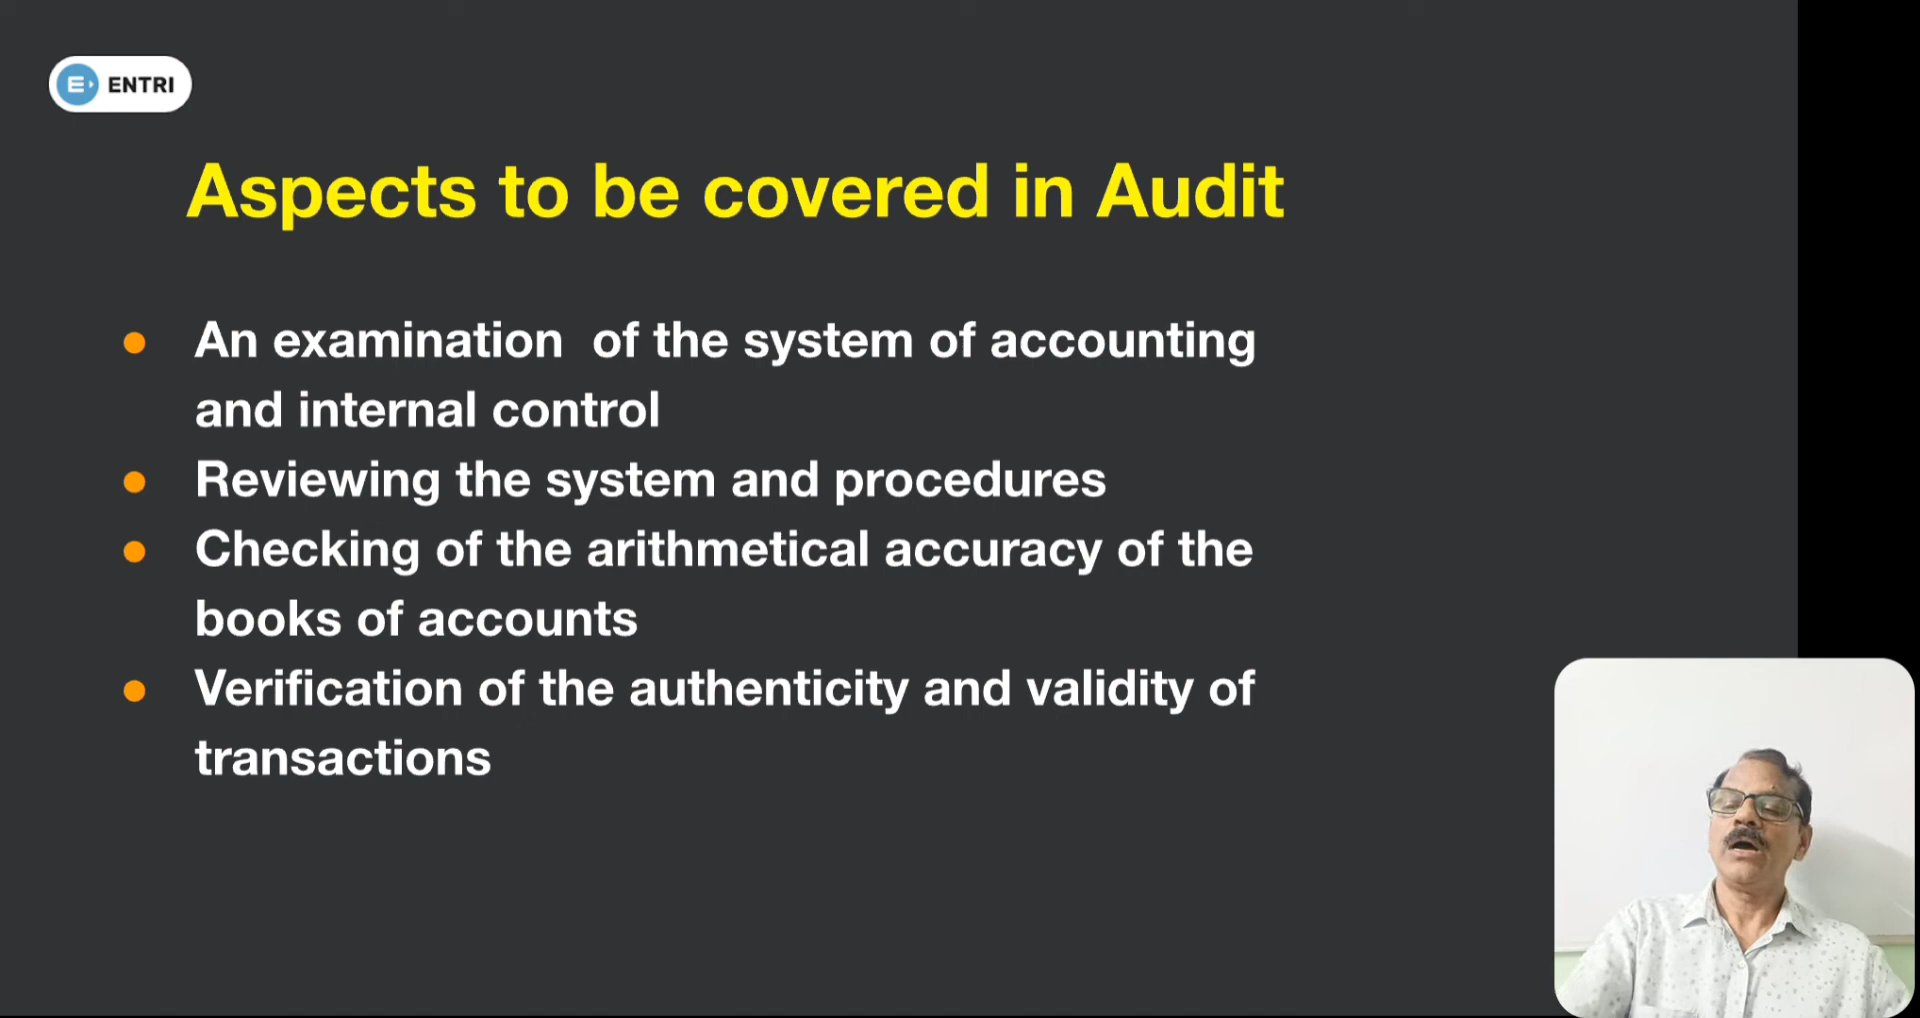 ENTRI
Aspects to be covered in Audit
An examination of the system of accounting
and internal control
Reviewing the system and procedures
Checking of the arithmetical accuracy of the
books of accounts
Verification of the authenticity and validity of
transactions